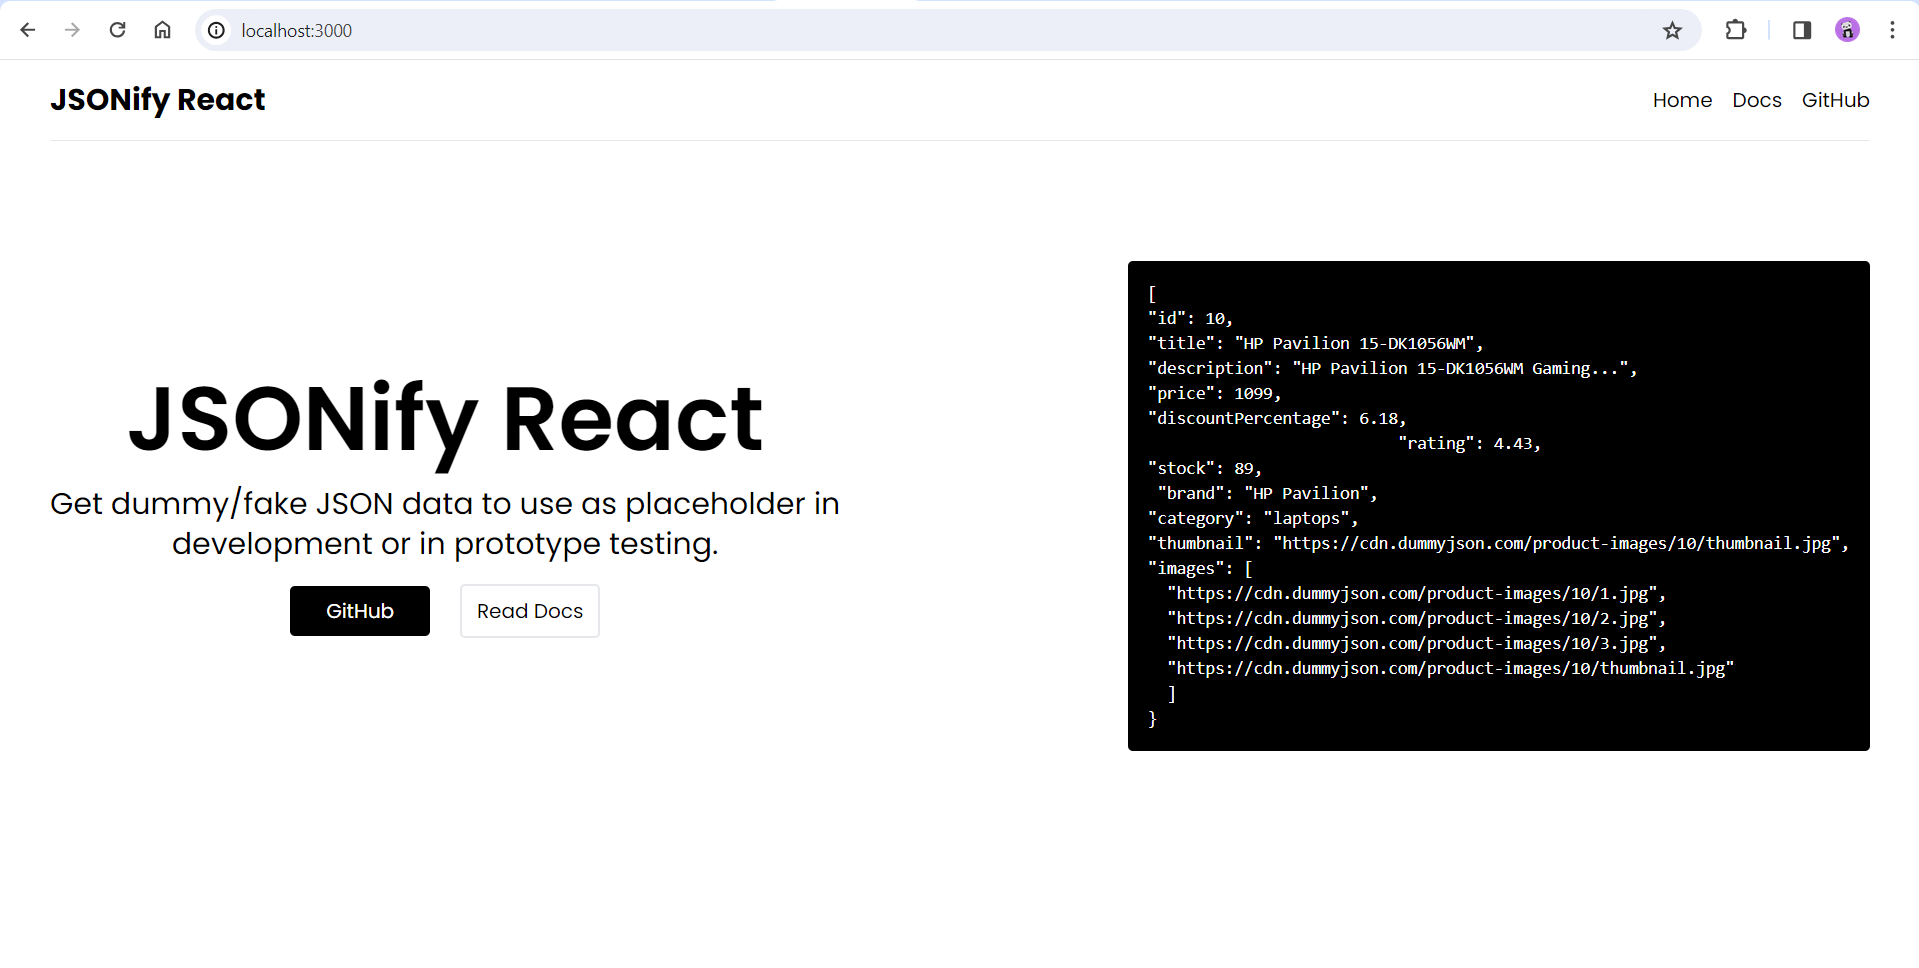 localhost:3000
JSONify React
Home Docs GitHub
JSONify React
Get dummy/fake JSON data to use as placeholder in
development or in prototype testing.
GitHub Read Docs
[
"id": 10,
"title": "HP Pavilion 15-DK1056WM",
"description": "HP Pavilion 15-DK1056WM Gaming...",
"price": 1099,
"discountPercentage": 6.18,
"rating": 4.43,
"stock": 89,
"brand": "HP Pavilion",
"category": "laptops",
"thumbnail": "https://cdn.dummyjson.com/product-images/10/thumbnail.jpg",
"images": [
"https://cdn.dummyjson.com/product-images/10/1.jpg",
"https://cdn.dummyjson.com/product-images/10/2.jpg",
"https://cdn.dummyjson.com/product-images/10/3.jpg",
"https://cdn.dummyjson.com/product-images/10/thumbnail.jpg"
]
}